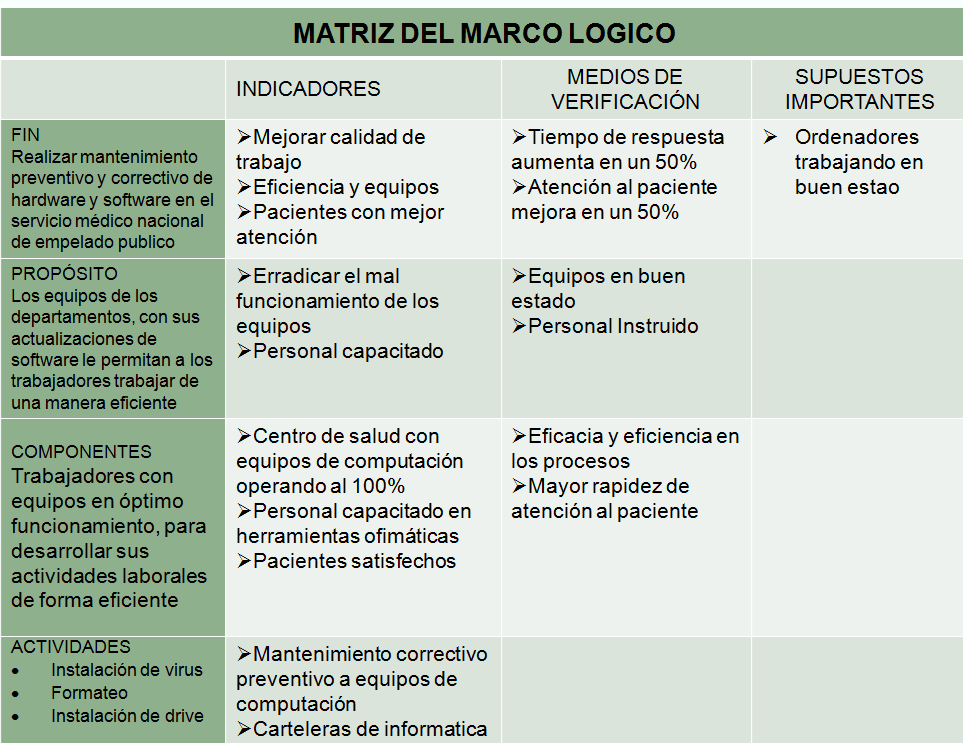 MATRIZ DEL MARCO LOGICO
INDICADORES
MEDIOS DE
VERIFICACIÓN
SUPUESTOS
IMPORTANTES
FIN
Realizar mantenimiento
preventivo y correctivo de
hardware y software en el
servicio médico nacional
de empelado publico
➢Mejorar calidad de
trabajo
➢Eficiencia y equipos
➢Pacientes con mejor
atención
➢Tiempo de respuesta
aumenta en un 50%
➢Atención al paciente
mejora en un 50%
➢ Ordenadores
trabajando en
buen estao
PROPÓSITO
Los equipos de los
departamentos, con sus
actualizaciones de
software le permitan a los
trabajadores trabajar de
una manera eficiente
➢Erradicar el mal
funcionamiento de los
equipos
➢Personal capacitado
➢Equipos en buen
estado
➢Personal Instruido
COMPONENTES
Trabajadores con
equipos en óptimo
funcionamiento, para
desarrollar sus
actividades laborales
de forma eficiente
➢Centro de salud con
equipos de computación
operando al 100%
➢Personal capacitado en
herramientas ofimáticas
➢Pacientes satisfechos
➢Eficacia y eficiencia en
los procesos
➢Mayor rapidez de
atención al paciente
ACTIVIDADES
• Instalación de virus
• Formateo
• Instalación de drive
➢Mantenimiento correctivo
preventivo a equipos de
computación
➢Carteleras de informatica